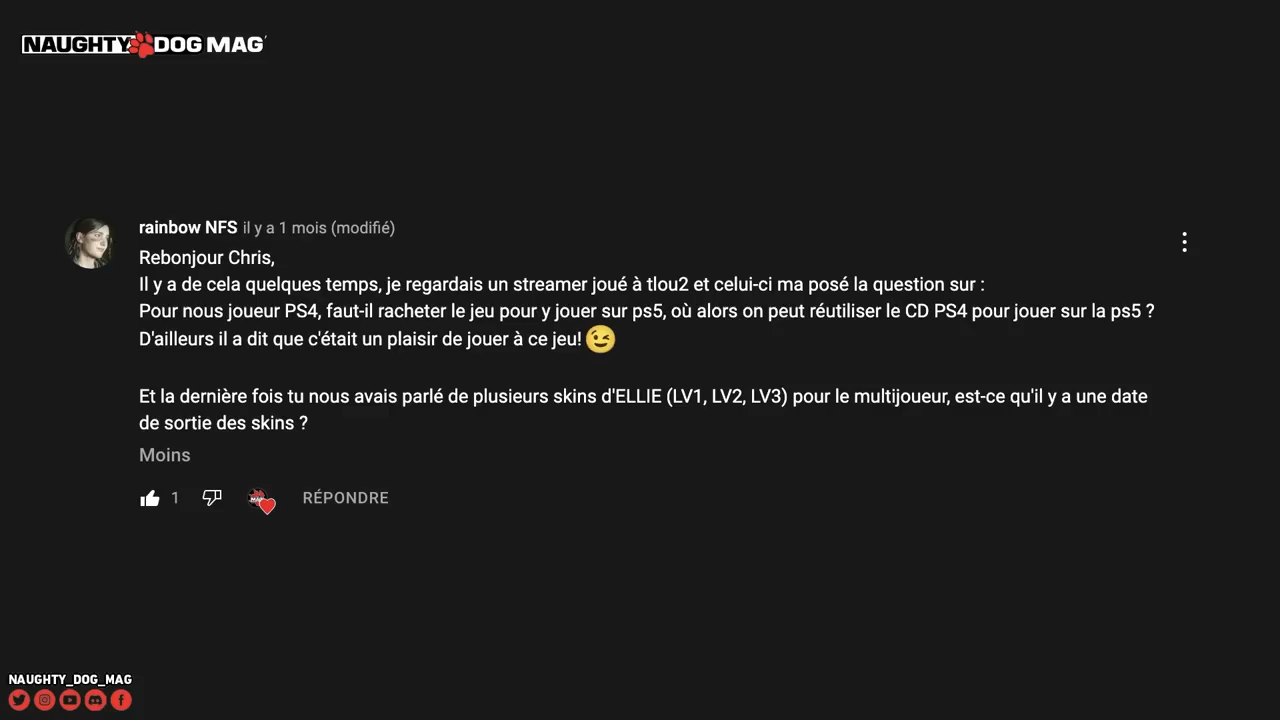 NAUGHTY DOG MAG'
rainbow NFS il y a 1 mois (modifié)
Rebonjour Chris,
Il y a de cela quelques temps, je regardais un streamer joué à tlou2 et celui-ci ma posé la question sur :
Pour nous joueur PS4, faut-il racheter le jeu pour y jouer sur ps5, où alors on peut réutiliser le CD PS4 pour jouer sur la ps5 ?
D'ailleurs il a dit que c'était un plaisir de jouer à ce jeu!😉
Et la dernière fois tu nous avais parlé de plusieurs skins d'ELLIE (LV1, LV2, LV3) pour le multijoueur, est-ce qu'il y a une date
de sortie des skins ?
Moins
1 RÉPONDRE
NAUGHTY_DOG_MAG